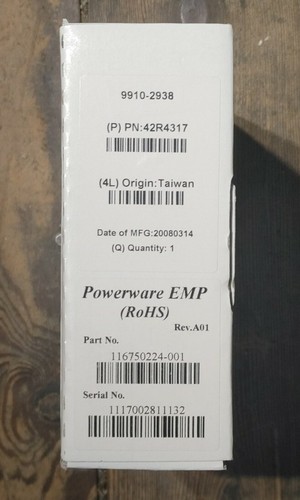 9910-2938
(P) PN:42R4317
(4L) Origin:Taiwan
Date of MFG:20080314
(Q) Quantity: 1
Powerware EMP
(RoHS)
Rev.A01
Part No.
116750224-001
Serial No.
1117002811132